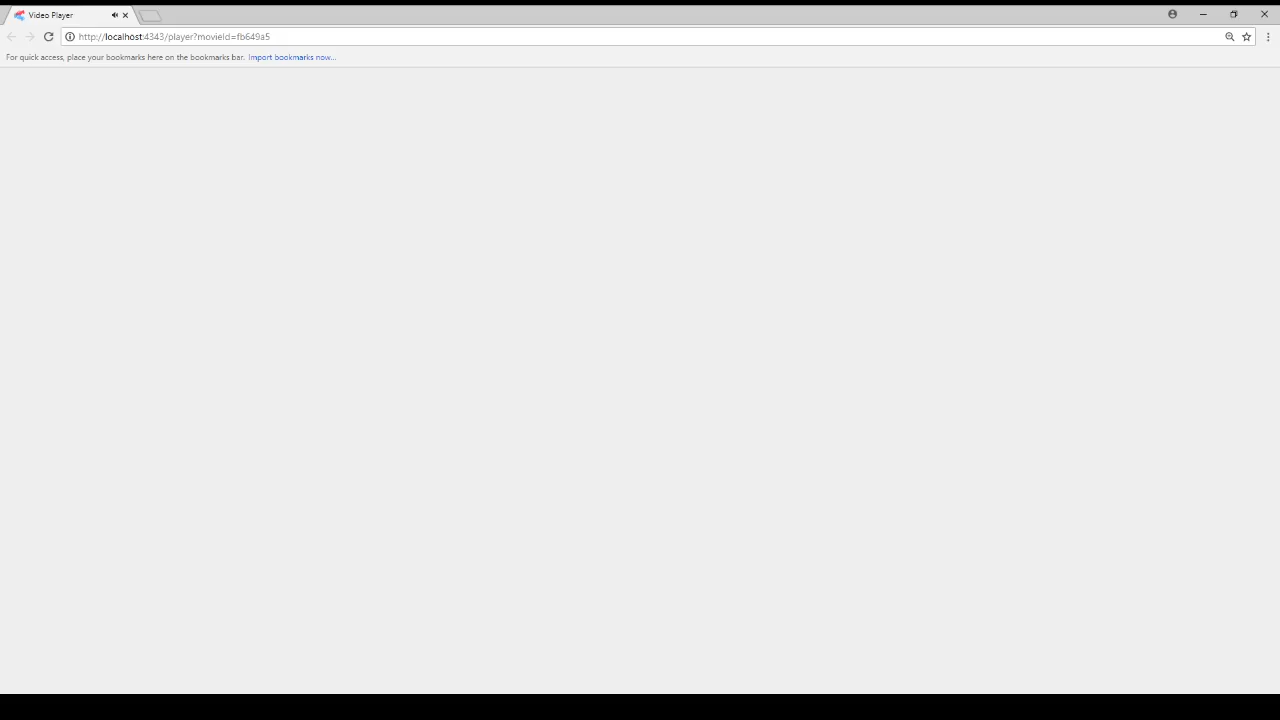 Video Player
http://localhost:4343/player?movieId=fb649a5
For quick access, place your bookmarks here on the bookmarks bar. Import bookmarks now...